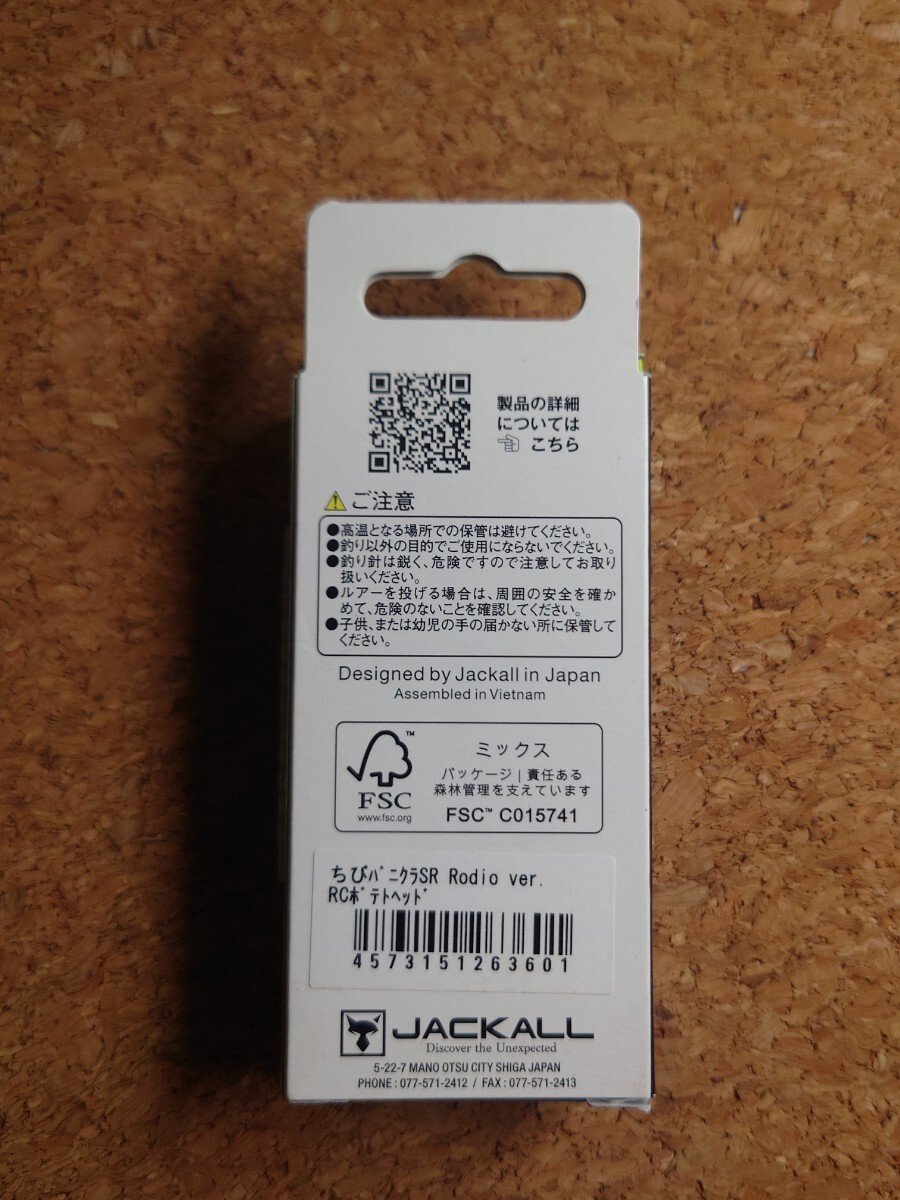 製品の詳細
については
☜ こちら
⚠ご注意
●高温となる場所での保管は避けてください。
●釣り以外の目的でご使用にならないでください。
●釣り針は鋭く、危険ですので注意してお取り
扱いください。
●ルアーを投げる場合は、周囲の安全を確か
めて、危険のないことを確認してください。
●子供、または幼児の手の届かない所に保管して
ください。
Designed by Jackall in Japan
Assembled in Vietnam
FSC™
www.fsc.org
ミックス
パッケージ | 責任ある
森林管理を支えています
FSC™ C015741
ちびﾊﾟﾆｸﾗSR Rodio ver.
RCﾎﾟﾃﾄﾍｯﾄﾞ
4573151263601
JACKALL
Discover the Unexpected
5-22-7 MANO OTSU CITY SHIGA JAPAN
PHONE : 077-571-2412 / FAX : 077-571-2413